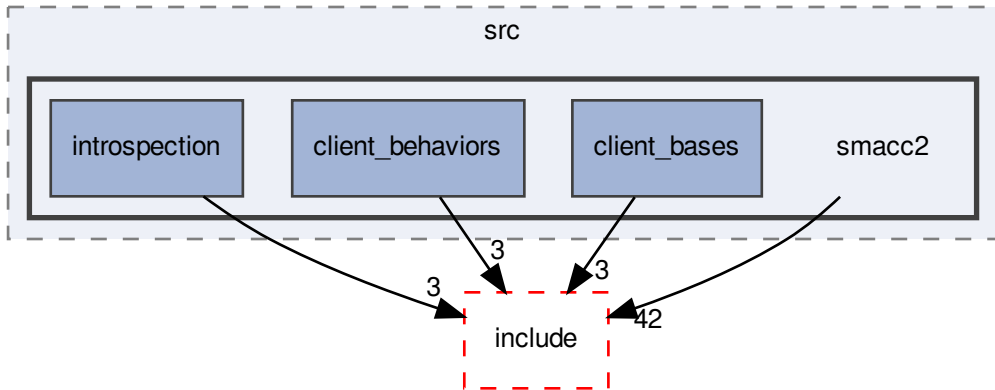 src
introspection
client_behaviors
client_bases
smacc2
3
3
3
42
include